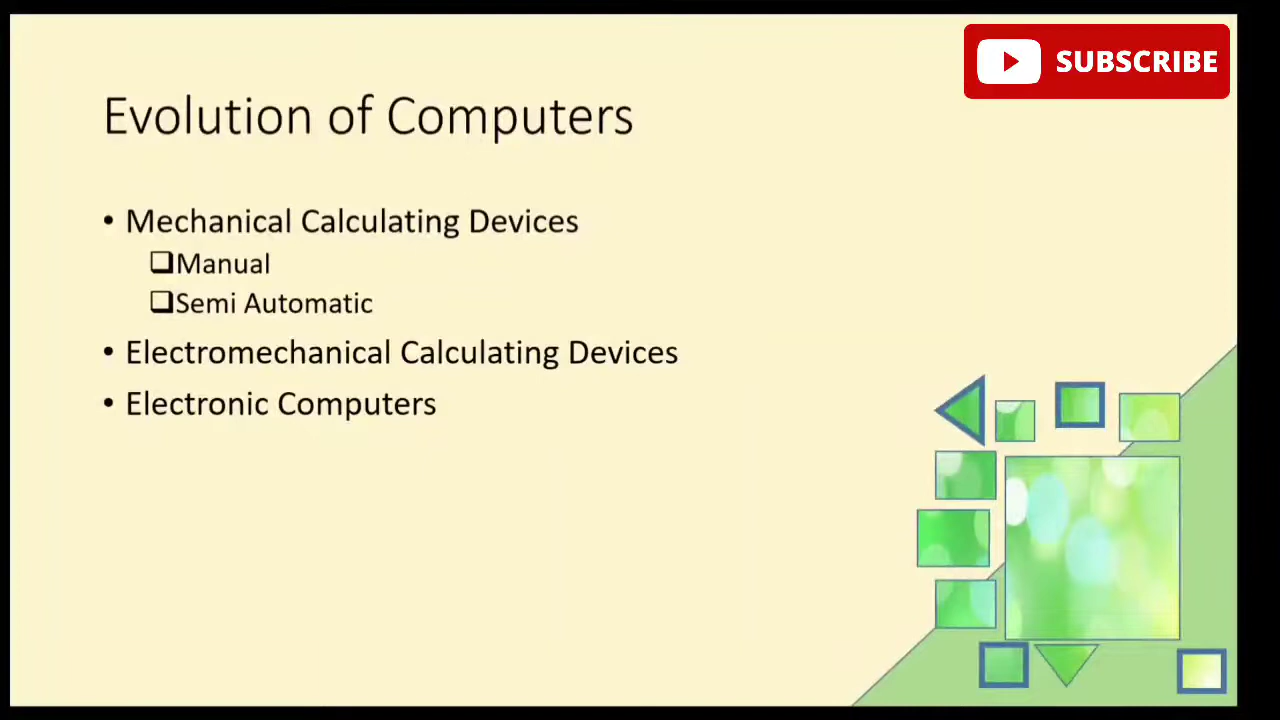 SUBSCRIBE
Evolution of Computers
• Mechanical Calculating Devices
❑Manual
❑Semi Automatic
• Electromechanical Calculating Devices
• Electronic Computers